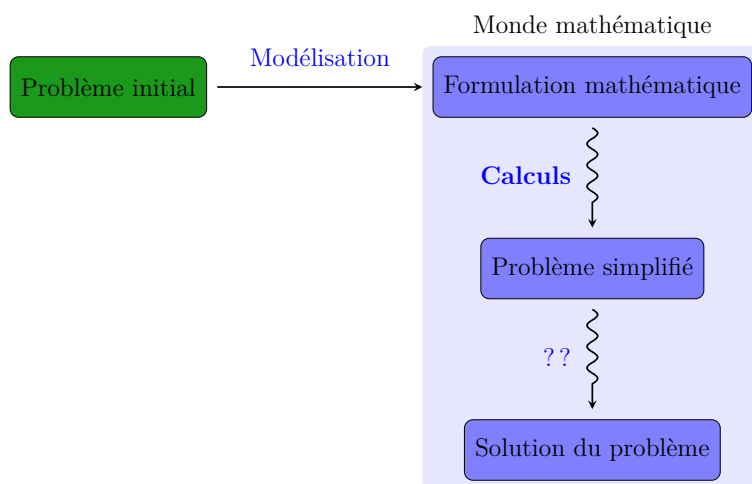 Monde mathématique
Modélisation
Problème initial
Formulation mathématique
Calculs
Problème simplifié
? ?
Solution du problème